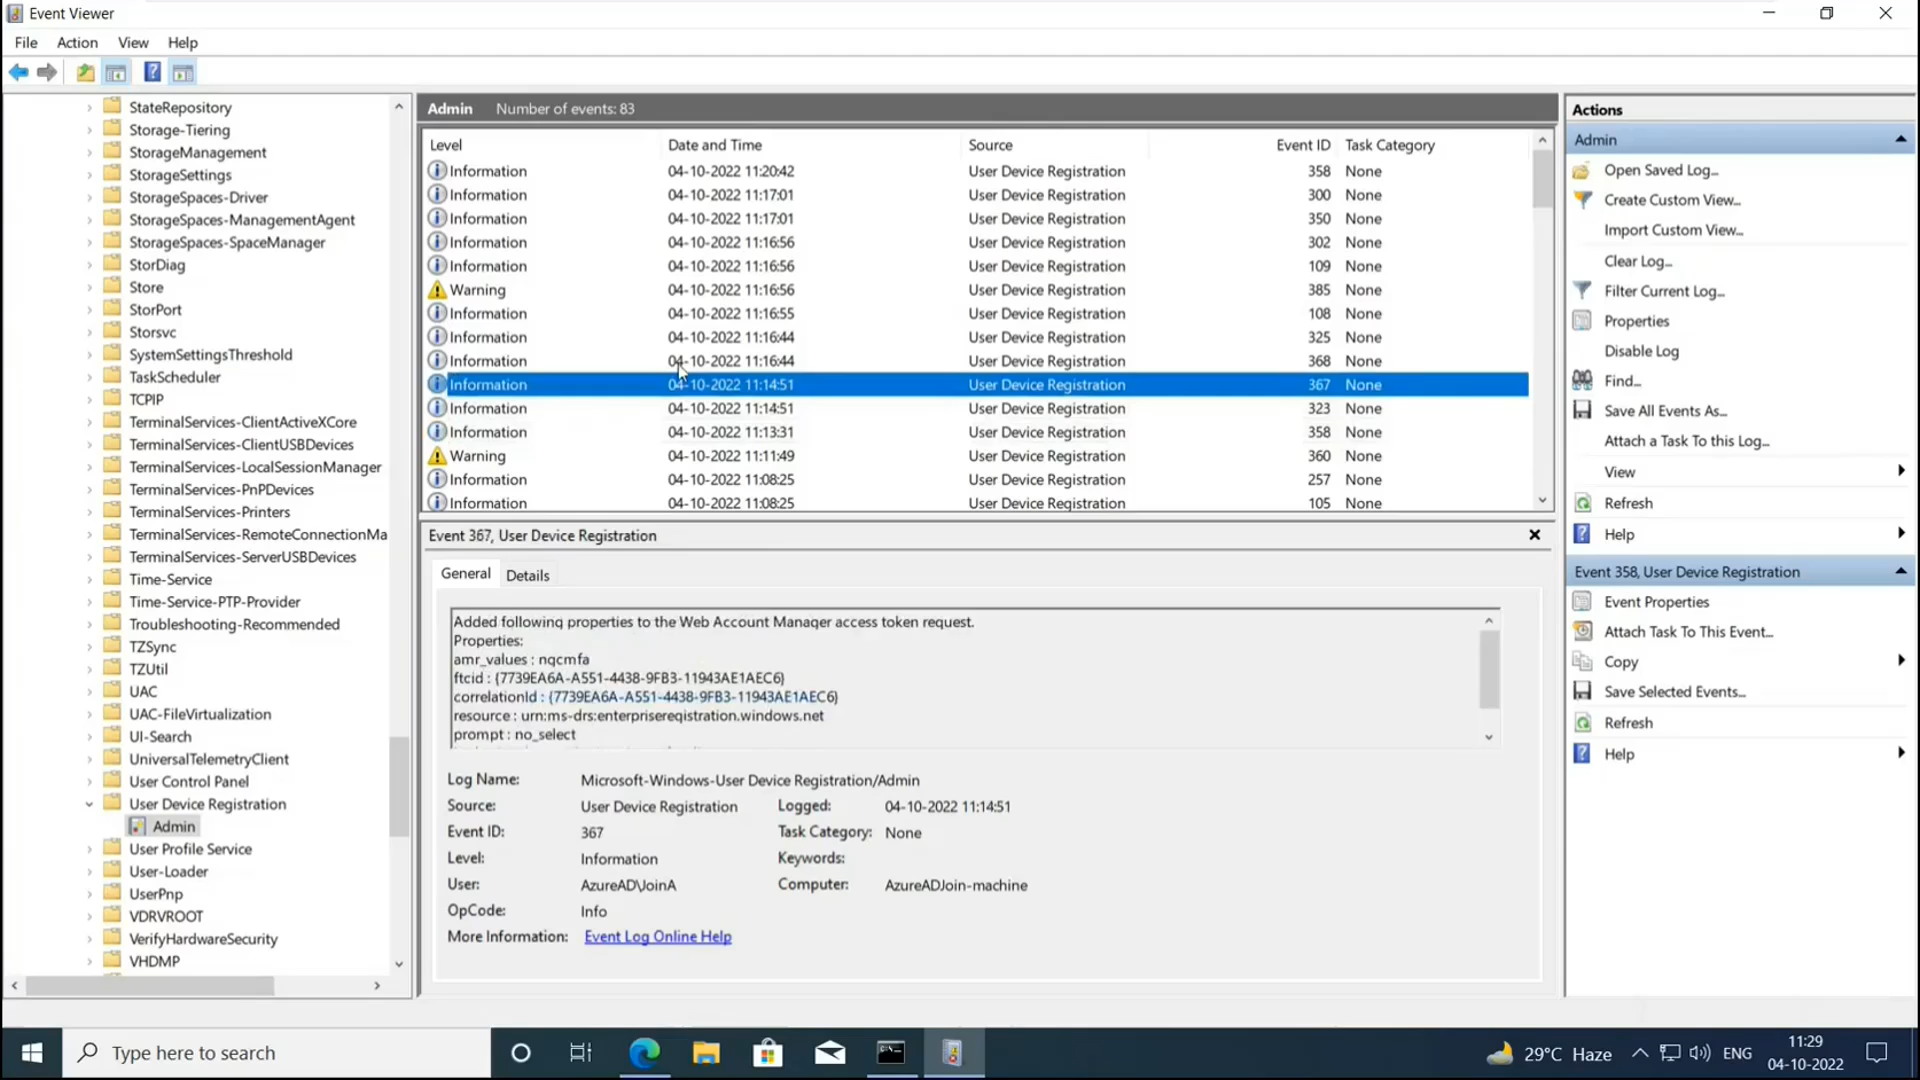 Event Viewer
File Action View Help
StateRepository
Storage-Tiering
StorageManagement
StorageSettings
StorageSpaces-Driver
StorageSpaces-ManagementAgent
StorageSpaces-SpaceManager
StorDiag
Store
StorPort
Storsvc
SystemSettingsThreshold
TaskScheduler
TCPIP
TerminalServices-ClientActiveXCore
TerminalServices-ClientUSBDevices
TerminalServices-LocalSessionManager
TerminalServices-PnPDevices
TerminalServices-Printers
TerminalServices-RemoteConnectionMa
TerminalServices-ServerUSBDevices
Time-Service
Time-Service-PTP-Provider
Troubleshooting-Recommended
TZSync
TZUtil
UAC
UAC-FileVirtualization
UI-Search
UniversalTelemetryClient
User Control Panel
User Device Registration
Admin
User Profile Service
User-Loader
UserPnp
VDRVROOT
VerifyHardwareSecurity
VHDMP
Admin Number of events: 83
Level Date and Time Source Event ID Task Category
Information 04-10-2022 11:20:42 User Device Registration 358 None
Information 04-10-2022 11:17:01 User Device Registration 300 None
Information 04-10-2022 11:17:01 User Device Registration 350 None
Information 04-10-2022 11:16:56 User Device Registration 302 None
Information 04-10-2022 11:16:56 User Device Registration 109 None
Warning 04-10-2022 11:16:56 User Device Registration 385 None
Information 04-10-2022 11:16:55 User Device Registration 108 None
Information 04-10-2022 11:16:44 User Device Registration 325 None
Information 04-10-2022 11:16:44 User Device Registration 368 None
Information 04-10-2022 11:14:51 User Device Registration 367 None
Information 04-10-2022 11:14:51 User Device Registration 323 None
Information 04-10-2022 11:13:31 User Device Registration 358 None
Warning 04-10-2022 11:11:49 User Device Registration 360 None
Information 04-10-2022 11:08:25 User Device Registration 257 None
Information 04-10-2022 11:08:25 User Device Registration 105 None
Event 367, User Device Registration
General Details
Added following properties to the Web Account Manager access token request.
Properties:
amr_values : ngcmfa
ftcid : {7739EA6A-A551-4438-9FB3-11943AE1AEC6}
correlationId : {7739EA6A-A551-4438-9FB3-11943AE1AEC6}
resource : urn:ms-drs:enterpriseregistration.windows.net
prompt : no_select
Log Name: Microsoft-Windows-User Device Registration/Admin
Source: User Device Registration Logged: 04-10-2022 11:14:51
Event ID: 367 Task Category: None
Level: Information Keywords:
User: AzureAD\JoinA Computer: AzureADJoin-machine
OpCode: Info
More Information: Event Log Online Help
Actions
Admin
Open Saved Log...
Create Custom View...
Import Custom View...
Clear Log...
Filter Current Log...
Properties
Disable Log
Find...
Save All Events As...
Attach a Task To this Log...
View
Refresh
Help
Event 358, User Device Registration
Event Properties
Attach Task To This Event...
Copy
Save Selected Events...
Refresh
Help
Type here to search
29°C Haze ENG 11:29
04-10-2022